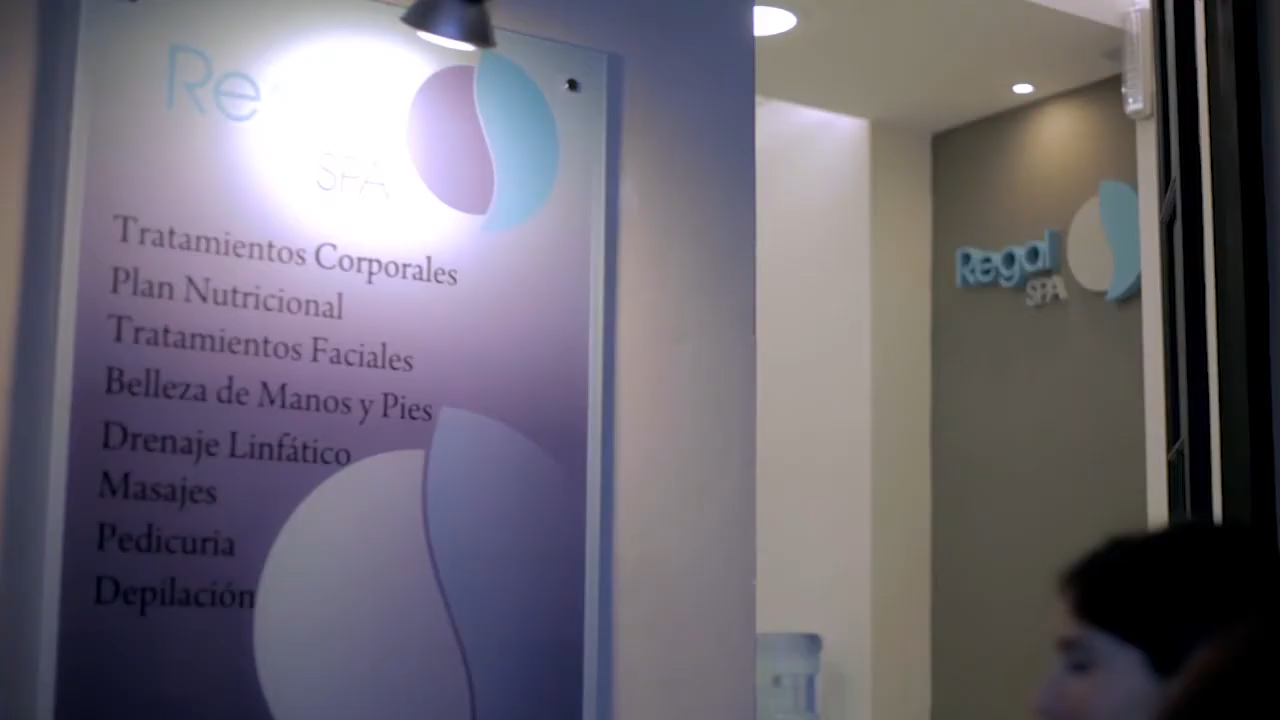 Re
SPA
Tratamientos Corporales
Plan Nutricional
Tratamientos Faciales
Belleza de Manos y Pies
Drenaje Linfático
Masajes
Pedicuria
Depilación
Regal
SPA